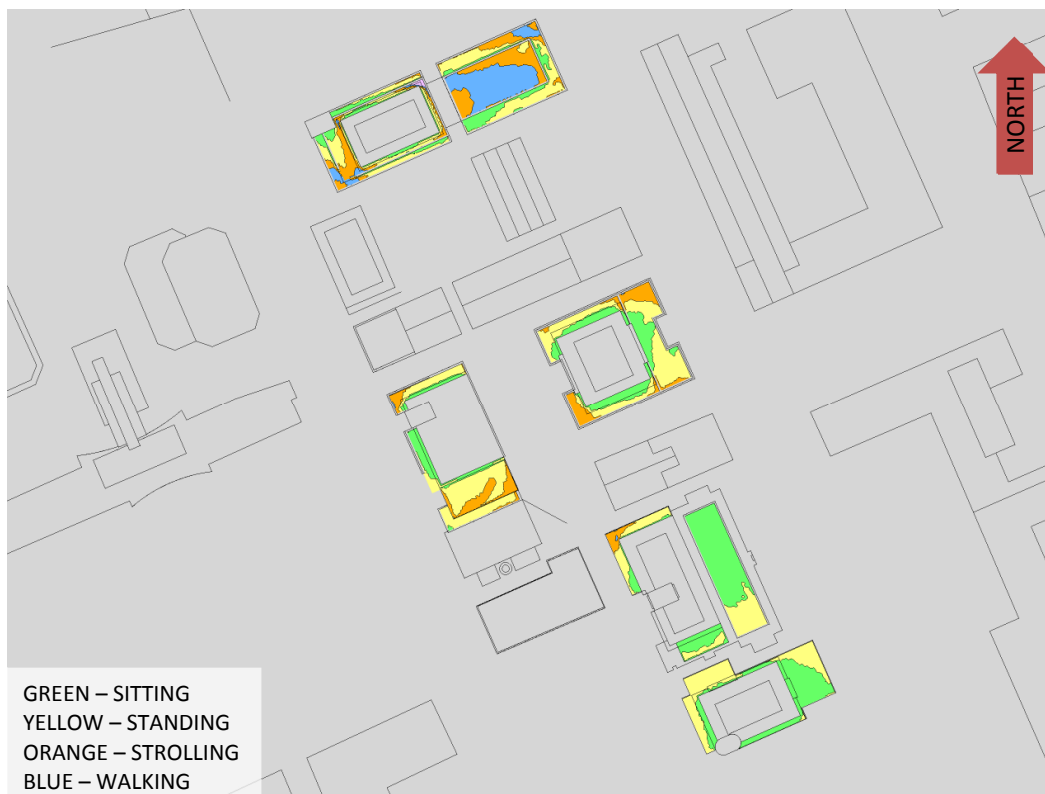 NORTH
GREEN – SITTING
YELLOW – STANDING
ORANGE – STROLLING
BLUE – WALKING